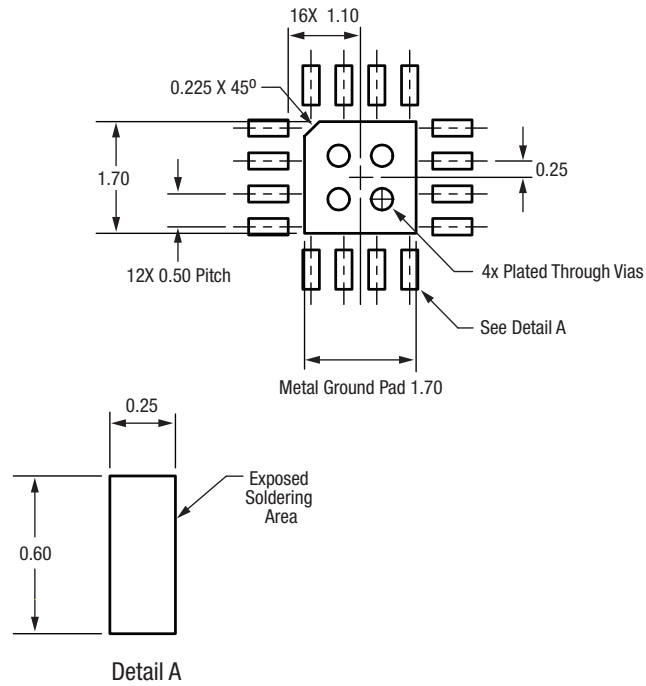 16X 1.10
0.225 X 45º
1.70
0.25
12X 0.50 Pitch
4x Plated Through Vias
See Detail A
Metal Ground Pad 1.70
0.25
Exposed
Soldering
Area
0.60
Detail A